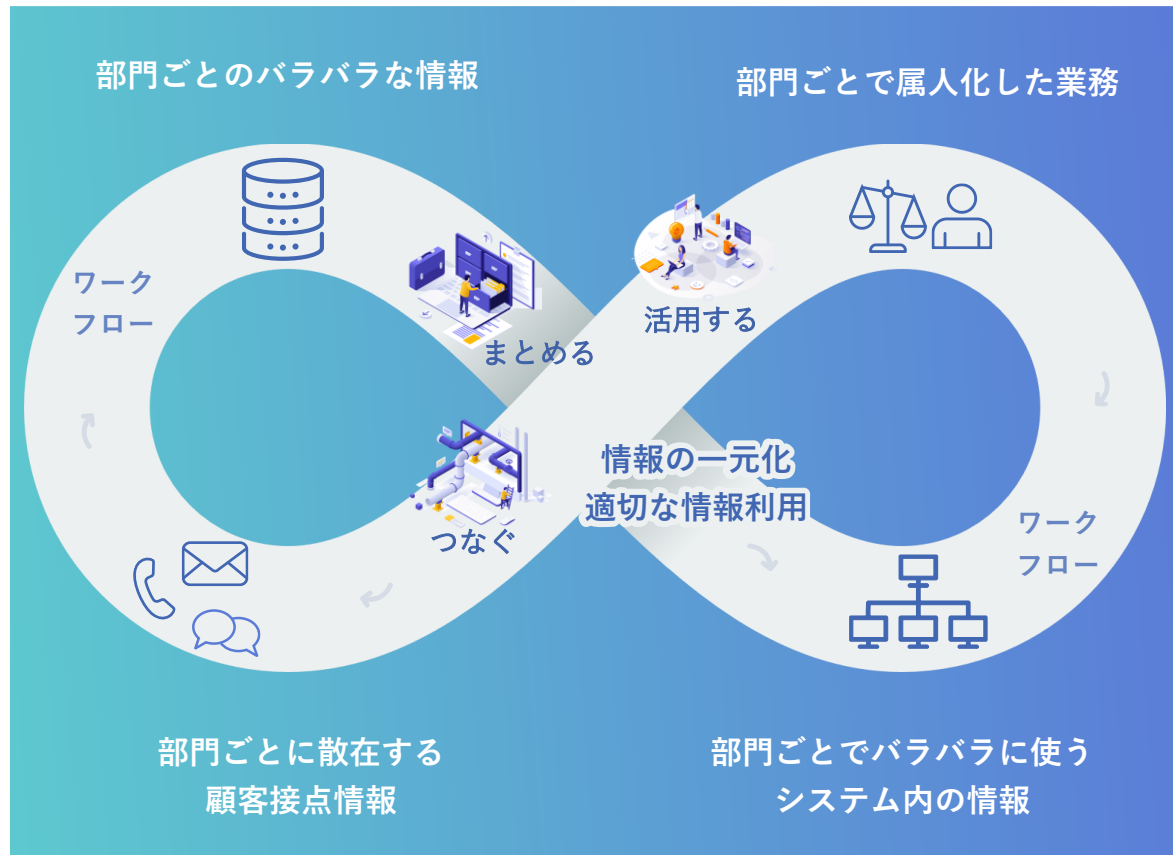 部門ごとのバラバラな情報
部門ごとで属人化した業務
ワーク
フロー
まとめる
活用する
つなぐ
情報の一元化
適切な情報利用
ワーク
フロー
部門ごとに散在する
顧客接点情報
部門ごとでバラバラに使う
システム内の情報